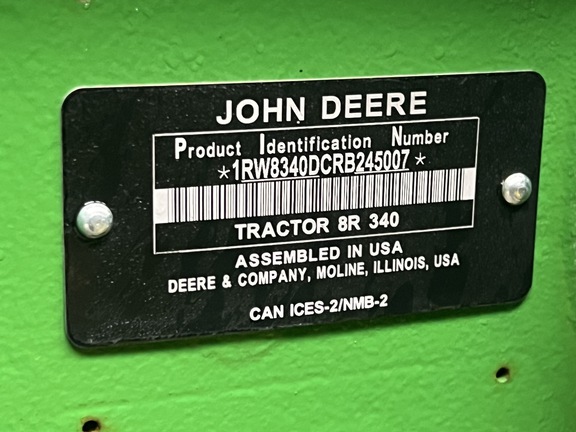 JOHN DEERE
Product Identification Number
*1RW8340DCRB245007*
TRACTOR 8R 340
ASSEMBLED IN USA
DEERE & COMPANY, MOLINE, ILLINOIS, USA
CAN ICES-2/NMB-2